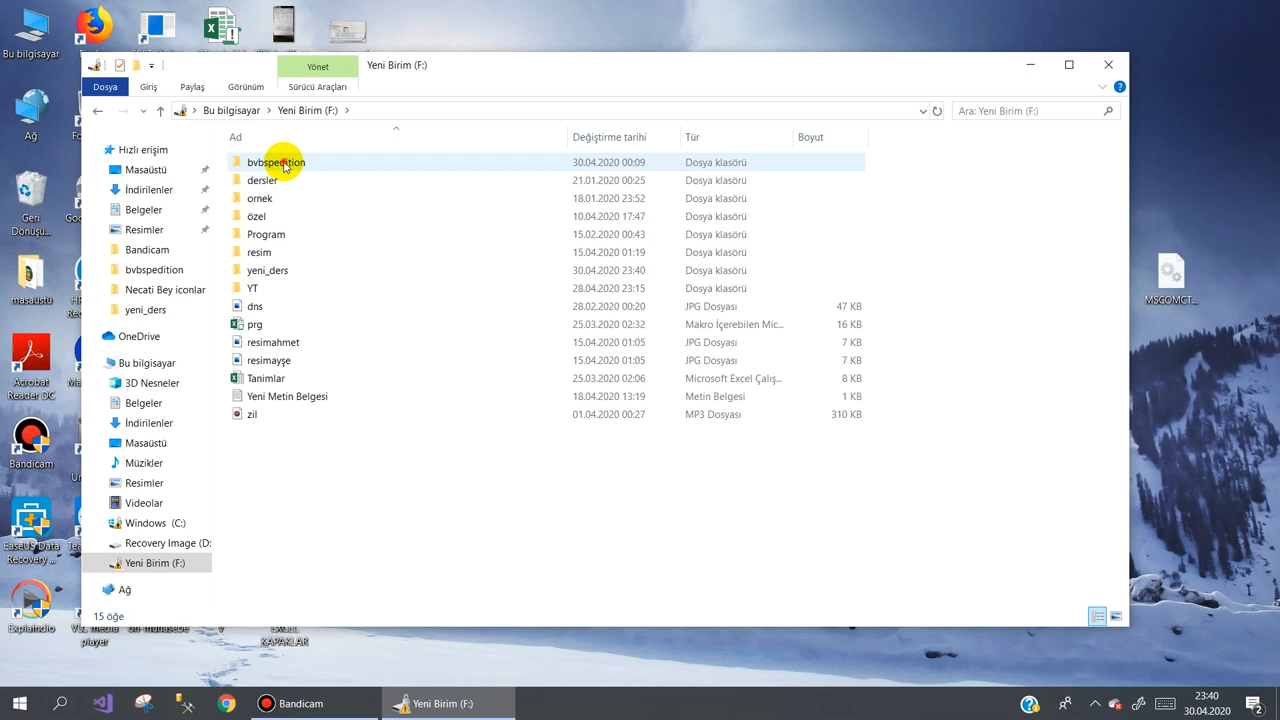 Bu bilgisayar
Yönet
Yeni Birim (F:)
Dosya
Giriş
Paylaş
Görünüm
Sürücü Araçları
Bu bilgisayar
Yeni Birim (F:)
Ara: Yeni Birim (F:)
Ad
Değiştirme tarihi
Tür
Boyut
bvbspedition 30.04.2020 00:09 Dosya klasörü
dersler 21.01.2020 00:25 Dosya klasörü
ornek 18.01.2020 23:52 Dosya klasörü
özel 10.04.2020 17:47 Dosya klasörü
Program 15.02.2020 00:43 Dosya klasörü
resim 15.04.2020 01:19 Dosya klasörü
yeni_ders 30.04.2020 23:40 Dosya klasörü
YT 28.04.2020 23:15 Dosya klasörü
dns 28.02.2020 00:20 JPG Dosyası 47 KB
prg 25.03.2020 02:32 Makro İçerebilen Mic... 16 KB
resimahmet 15.04.2020 01:05 JPG Dosyası 7 KB
resimayşe 15.04.2020 01:05 JPG Dosyası 7 KB
Tanimlar 25.03.2020 02:06 Microsoft Excel Çalış... 8 KB
Yeni Metin Belgesi 18.04.2020 13:19 Metin Belgesi 1 KB
zil 01.04.2020 00:27 MP3 Dosyası 310 KB
Hızlı erişim
Masaüstü
İndirilenler
Belgeler
Resimler
Bandicam
bvbspedition
Necati Bey iconlar
yeni_ders
OneDrive
Bu bilgisayar
3D Nesneler
Belgeler
İndirilenler
Masaüstü
Müzikler
Resimler
Videolar
Windows (C:)
Recovery Image (D:
Yeni Birim (F:)
Ağ
15 öğe
Ağ
Geri
Dönüşü...
masaüstü
Acrobat
Reader DC
Bandicam
EaseUS Data
Recovery ...
Explaindio
VLC media
player
on-muhasebe
EXCEL
KAPAKLAR
MSCOMCT...
Bandicam
Yeni Birim (F:)
23:40
30.04.2020
2